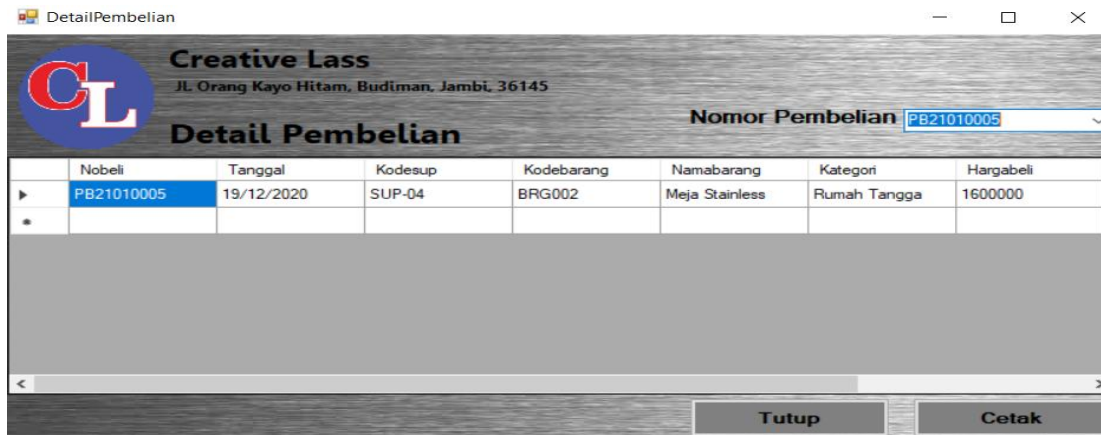 DetailPembelian
CL
Creative Lass
JL. Orang Kayo Hitam, Budiman, Jambi, 36145
Nomor Pembelian PB21010005
Detail Pembelian
Nobeli Tanggal Kodesup Kodebarang Namabarang Kategori Hargabeli
PB21010005 19/12/2020 SUP-04 BRG002 Meja Stainless Rumah Tangga 1600000
Tutup Cetak